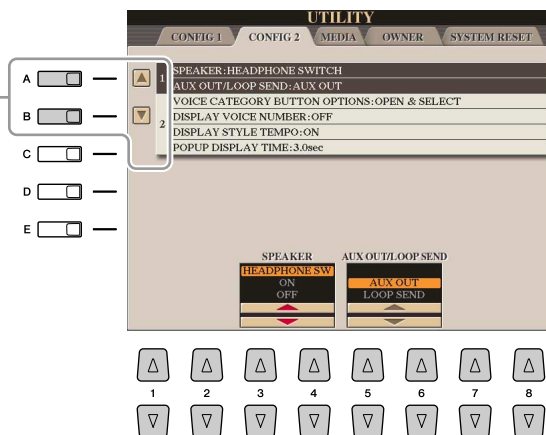 UTILITY
CONFIG 1 CONFIG 2 MEDIA OWNER SYSTEM RESET
A
B
C
D
E
1
SPEAKER:HEADPHONE SWITCH
AUX OUT/LOOP SEND:AUX OUT
2
VOICE CATEGORY BUTTON OPTIONS:OPEN & SELECT
DISPLAY VOICE NUMBER:OFF
DISPLAY STYLE TEMPO:ON
POPUP DISPLAY TIME:3.0sec
SPEAKER AUX OUT/LOOP SEND
HEADPHONE SW
ON
OFF
AUX OUT
LOOP SEND
1 2 3 4 5 6 7 8